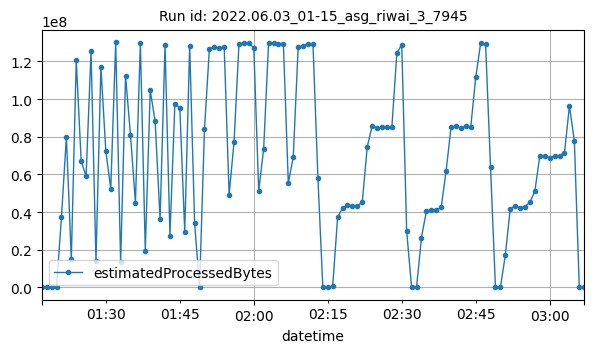 Run id: 2022.06.03_01-15_asg_riwai_3_7945
1e8
1.2
1.0
0.8
0.6
0.4
0.2
0.0
estimatedProcessedBytes
01:30 01:45 02:00 02:15 02:30 02:45 03:00
datetime